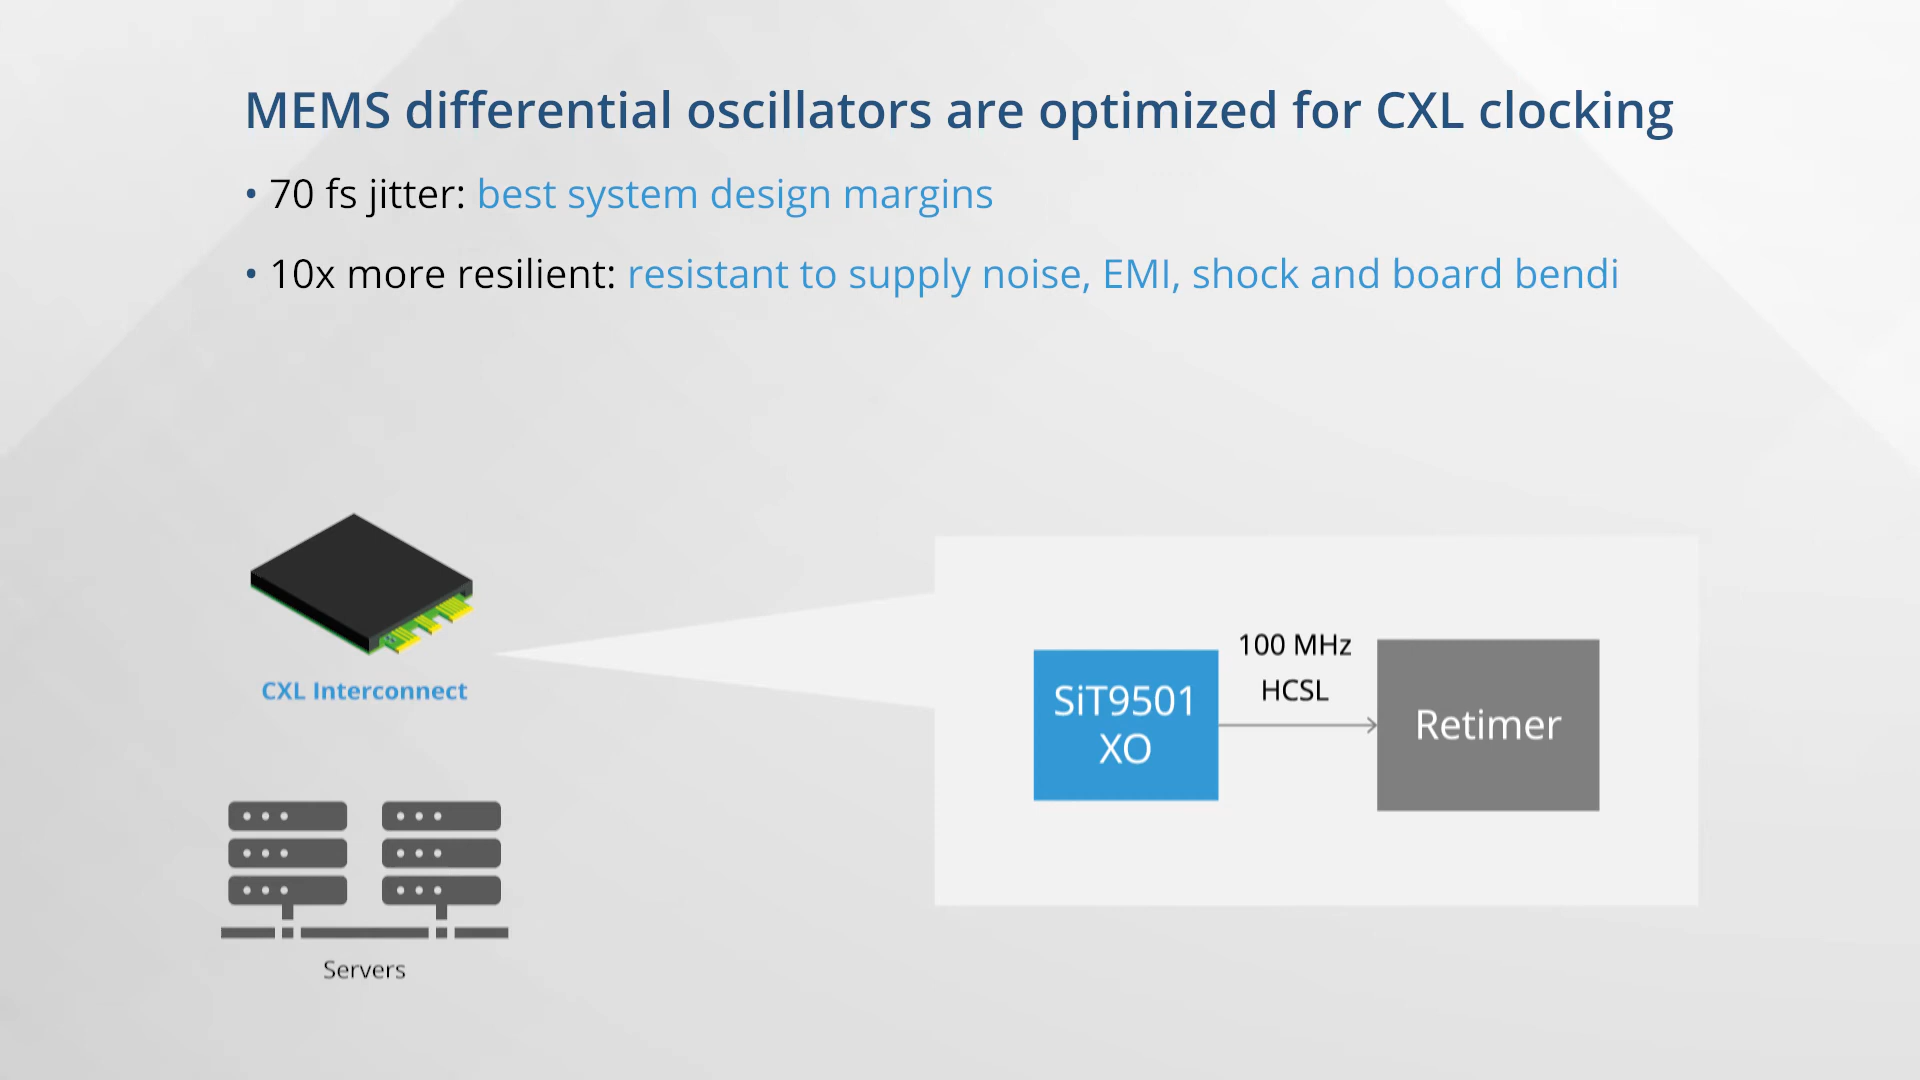 MEMS differential oscillators are optimized for CXL clocking
• 70 fs jitter: best system design margins
• 10x more resilient: resistant to supply noise, EMI, shock and board bendi
CXL Interconnect
SiT9501
XO
100 MHz
HCSL
Retimer
Servers